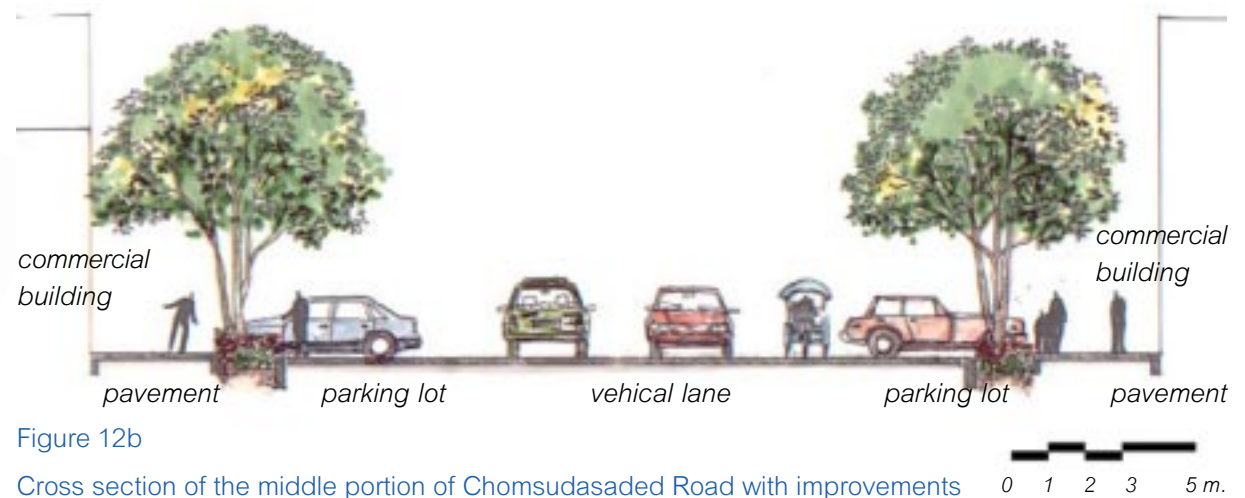 commercial
building
commercial
building
pavement
parking lot
vehical lane
parking lot
pavement
Figure 12b
Cross section of the middle portion of Chomsudasaded Road with improvements
0 1 2 3 5 m.